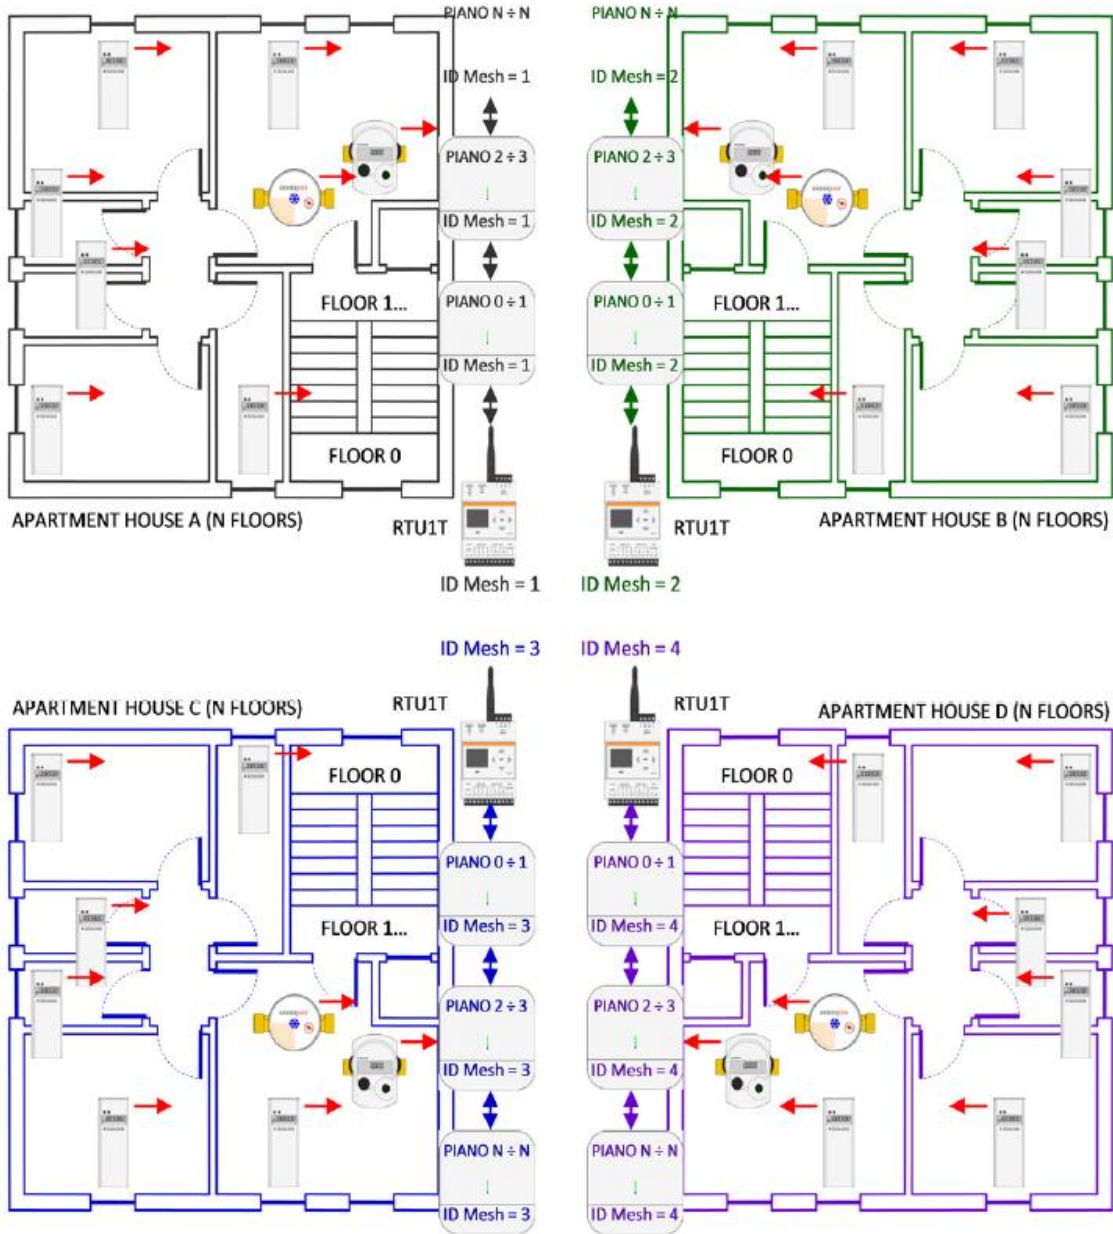 PIANO N ÷ N
PIANO N ÷ N
ID Mesh = 1
ID Mesh = 2
PIANO 2 ÷ 3
PIANO 2 ÷ 3
ID Mesh = 1
ID Mesh = 2
FLOOR 1...
PIANO 0 ÷ 1
PIANO 0 ÷ 1
FLOOR 1...
ID Mesh = 1
ID Mesh = 2
FLOOR 0
FLOOR 0
APARTMENT HOUSE A (N FLOORS)
RTU1T
RTU1T
APARTMENT HOUSE B (N FLOORS)
ID Mesh = 1
ID Mesh = 2
ID Mesh = 3
ID Mesh = 4
APARTMENT HOUSE C (N FLOORS)
RTU1T
RTU1T
APARTMENT HOUSE D (N FLOORS)
FLOOR 0
FLOOR 0
PIANO 0 ÷ 1
PIANO 0 ÷ 1
FLOOR 1...
ID Mesh = 3
ID Mesh = 4
FLOOR 1...
PIANO 2 ÷ 3
PIANO 2 ÷ 3
ID Mesh = 3
ID Mesh = 4
PIANO N ÷ N
PIANO N ÷ N
ID Mesh = 3
ID Mesh = 4